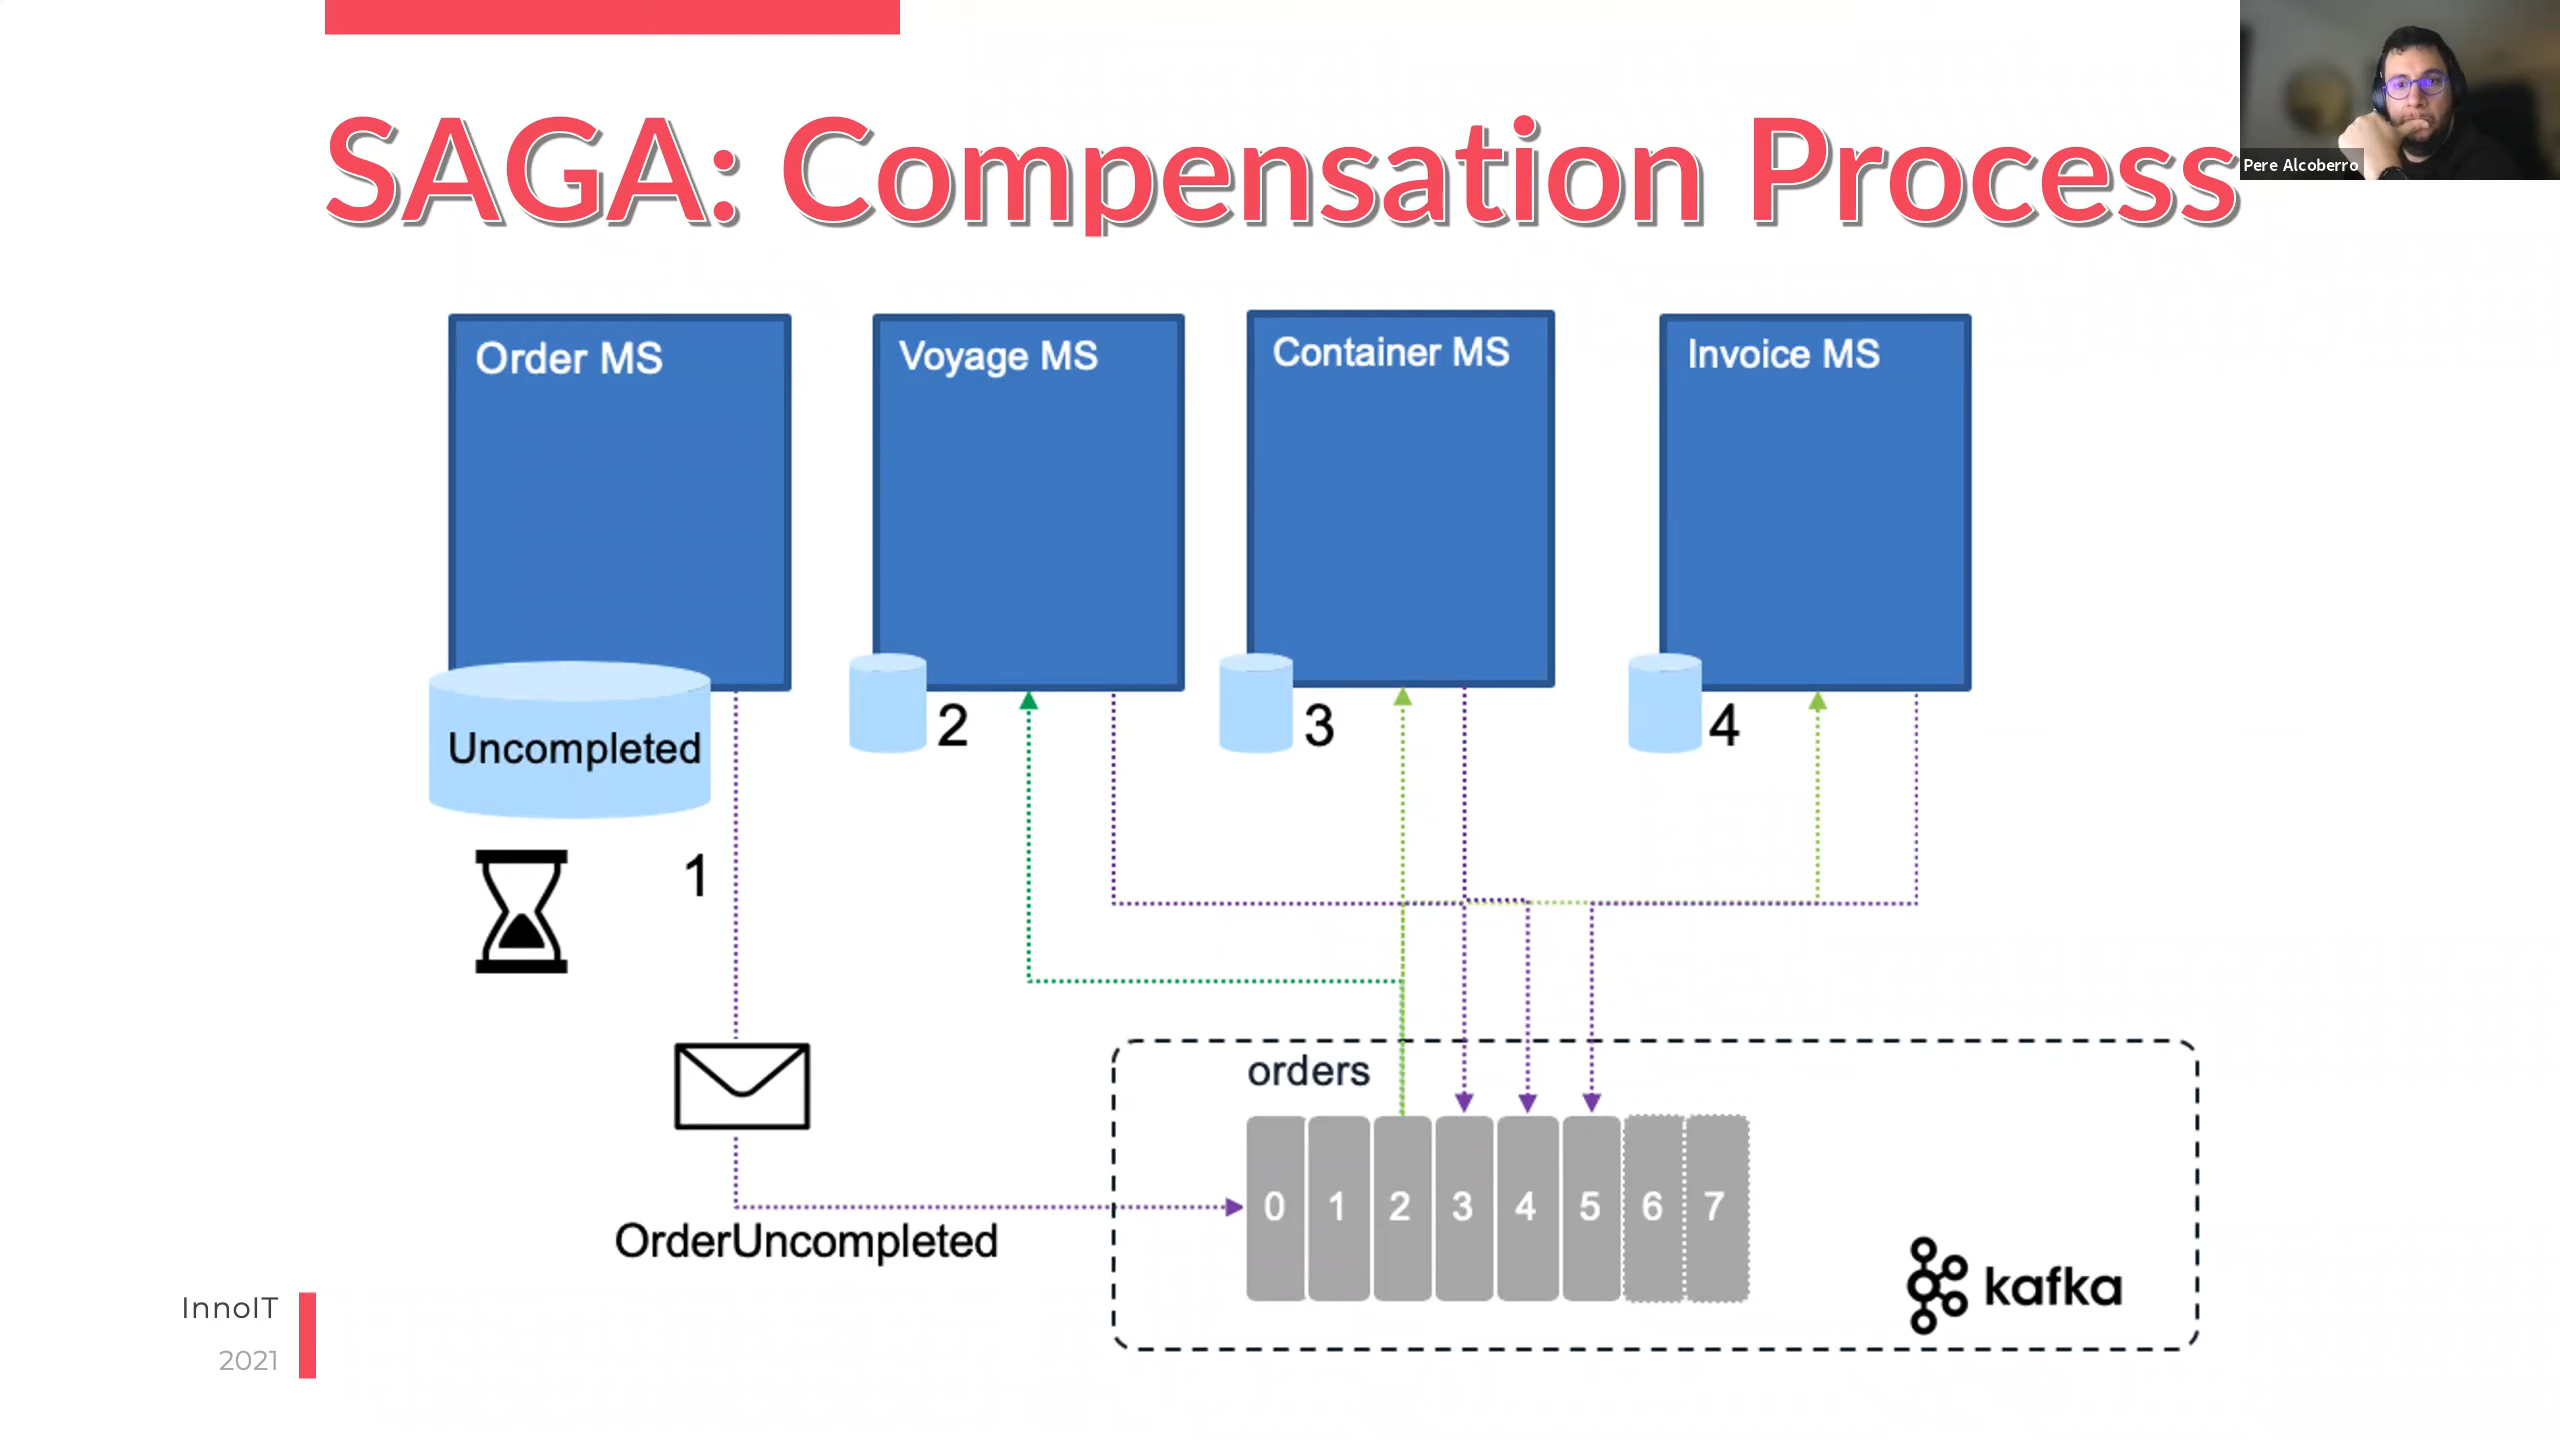 SAGA: Compensation Process
Pere Alcoberro
Order MS
Voyage MS
Container MS
Invoice MS
Uncompleted
2
3
4
1
orders
0 1 2 3 4 5 6 7
OrderUncompleted
kafka
InnoIT
2021